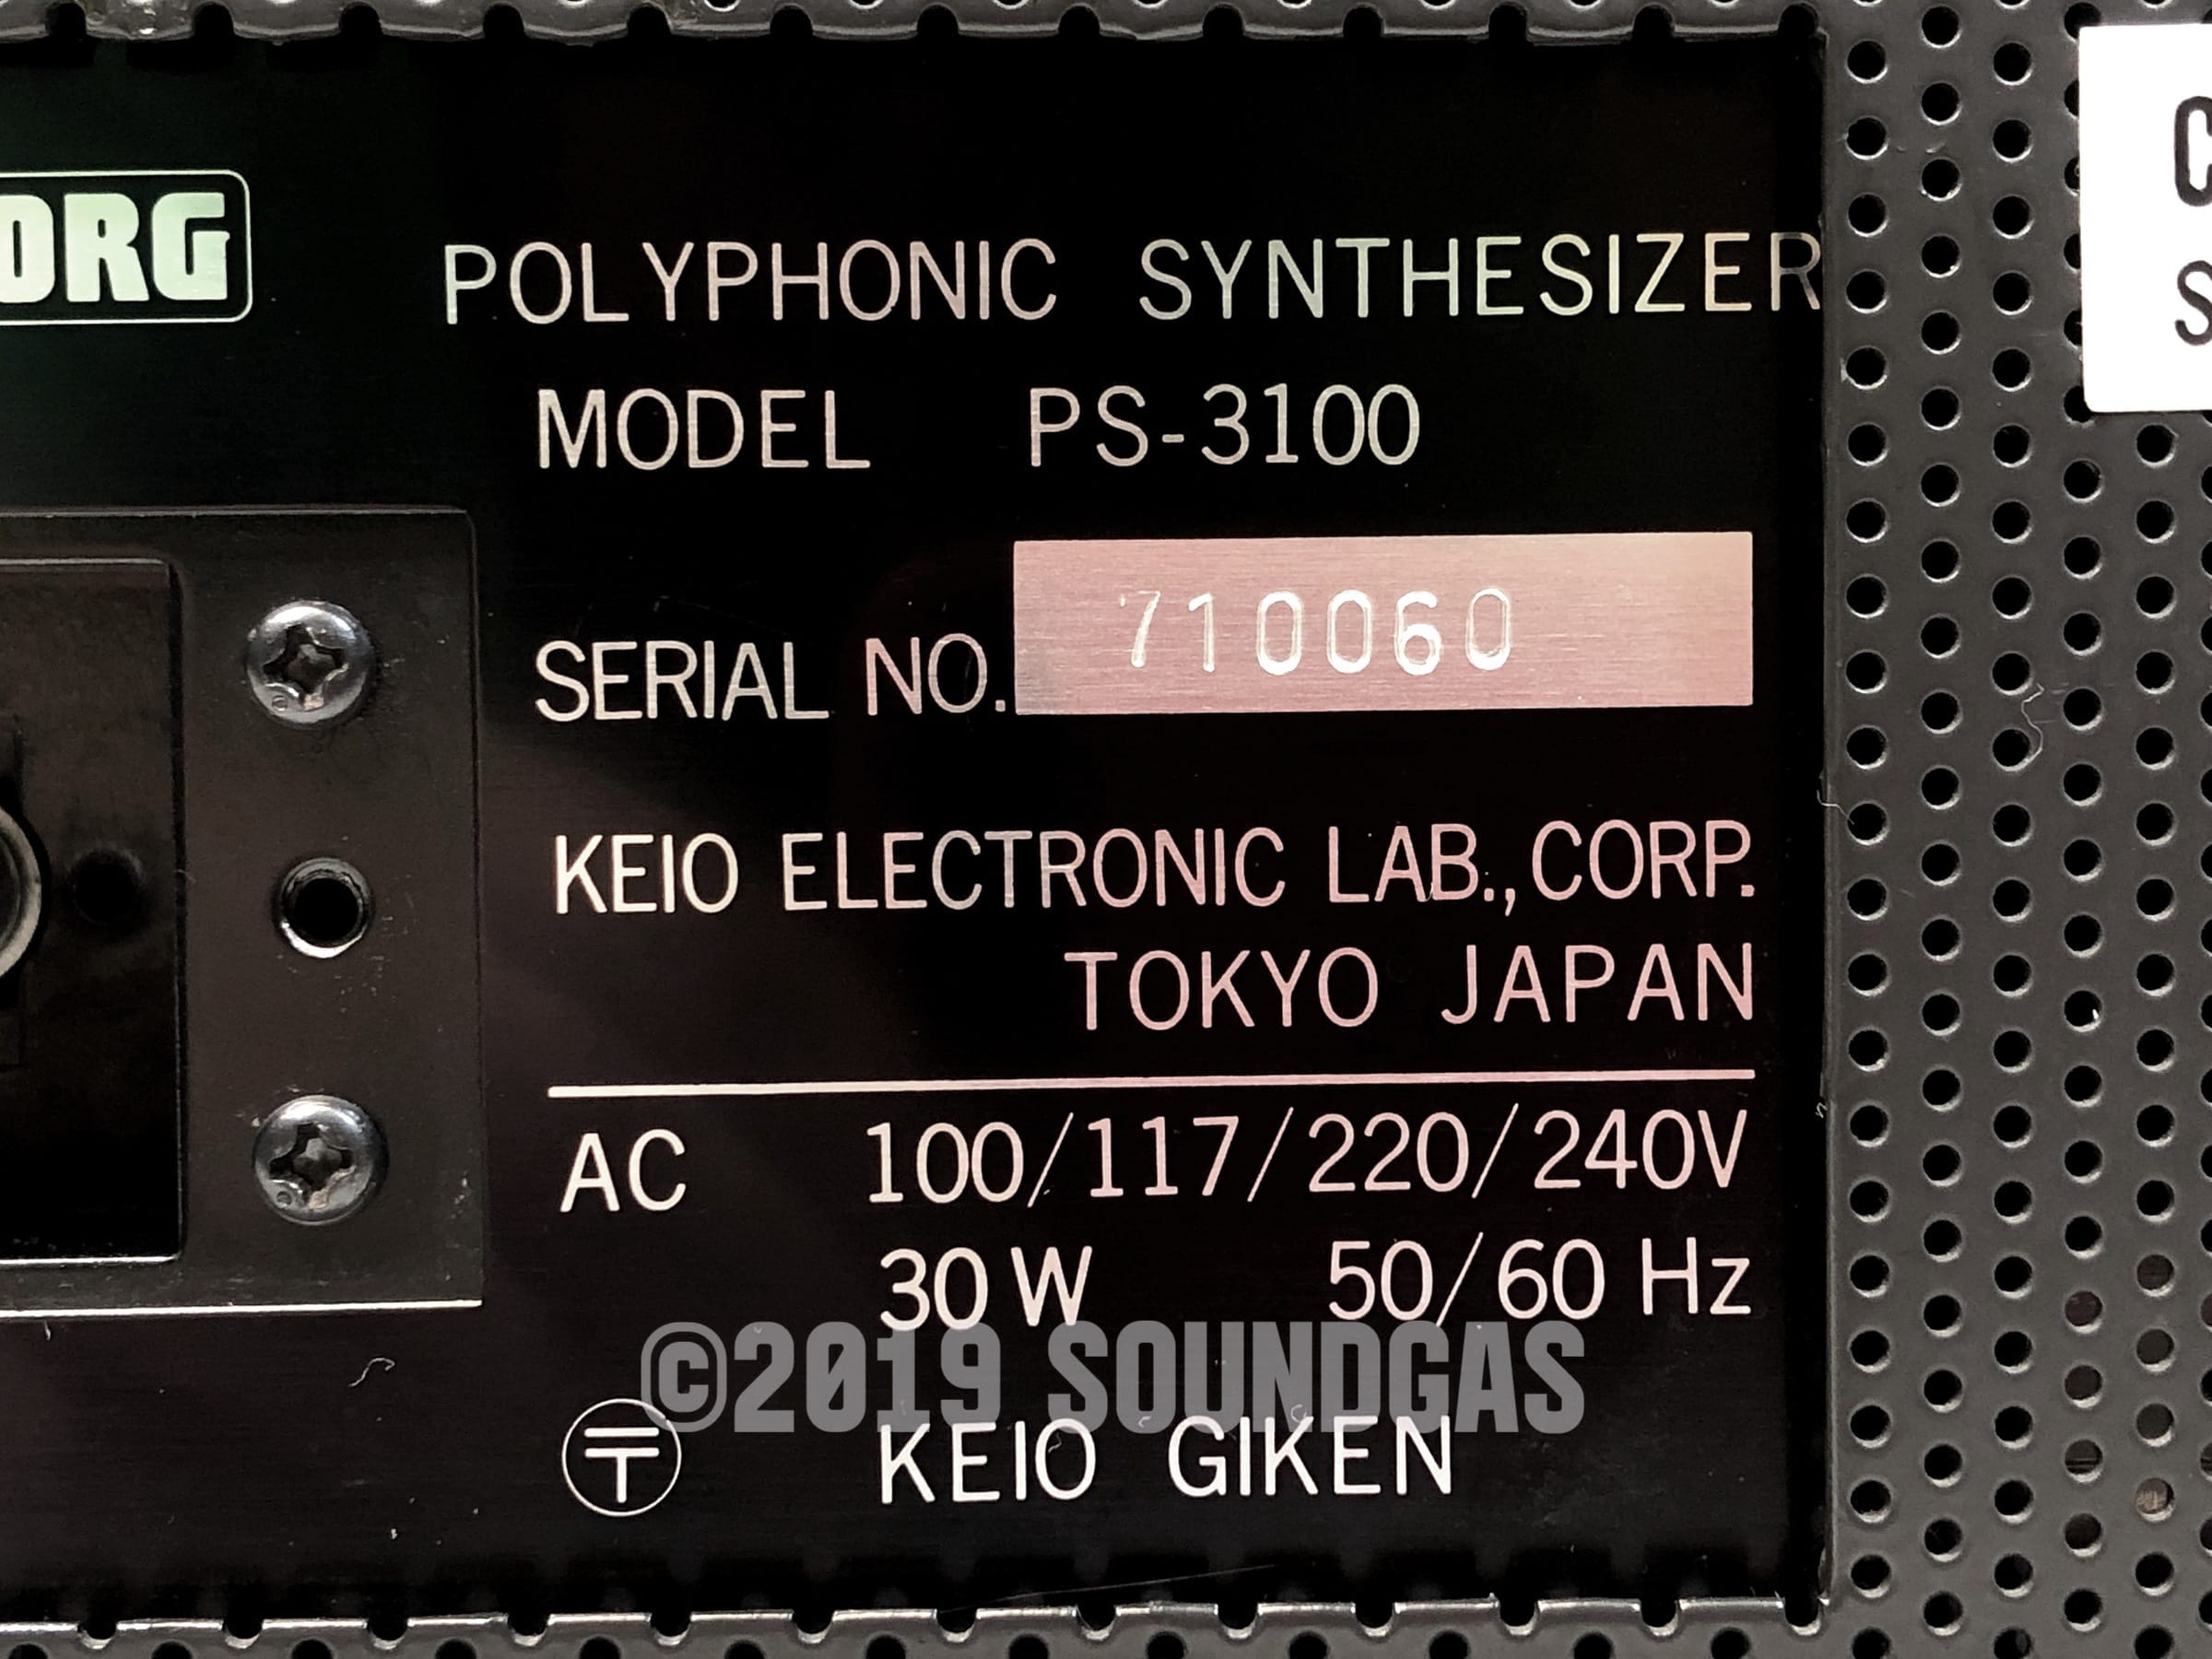 ORG
POLYPHONIC SYNTHESIZER
MODEL PS-3100
SERIAL NO. 710060
KEIO ELECTRONIC LAB., CORP.
TOKYO JAPAN
AC 100/117/220/240V
30 W 50/60 Hz
©2019 SOUNDGAS
KEIO GIKEN